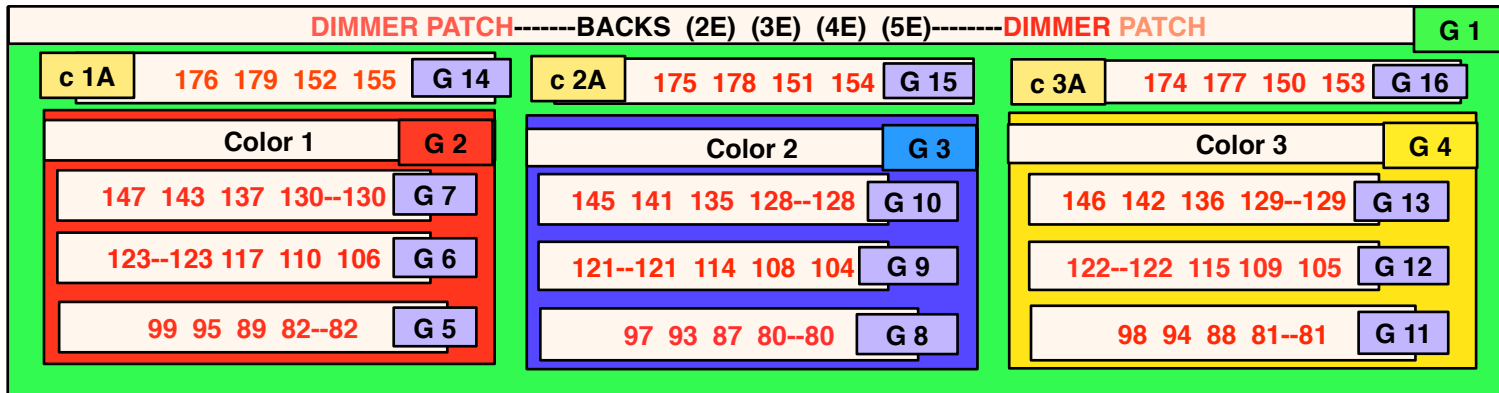 DIMMER PATCH-------BACKS (2E) (3E) (4E) (5E)--------DIMMER PATCH G 1
c 1A 176 179 152 155 G 14 c 2A 175 178 151 154 G 15 c 3A 174 177 150 153 G 16
Color 1 G 2 Color 2 G 3 Color 3 G 4
147 143 137 130--130 G 7 145 141 135 128--128 G 10 146 142 136 129--129 G 13
123--123 117 110 106 G 6 121--121 114 108 104 G 9 122--122 115 109 105 G 12
99 95 89 82--82 G 5 97 93 87 80--80 G 8 98 94 88 81--81 G 11